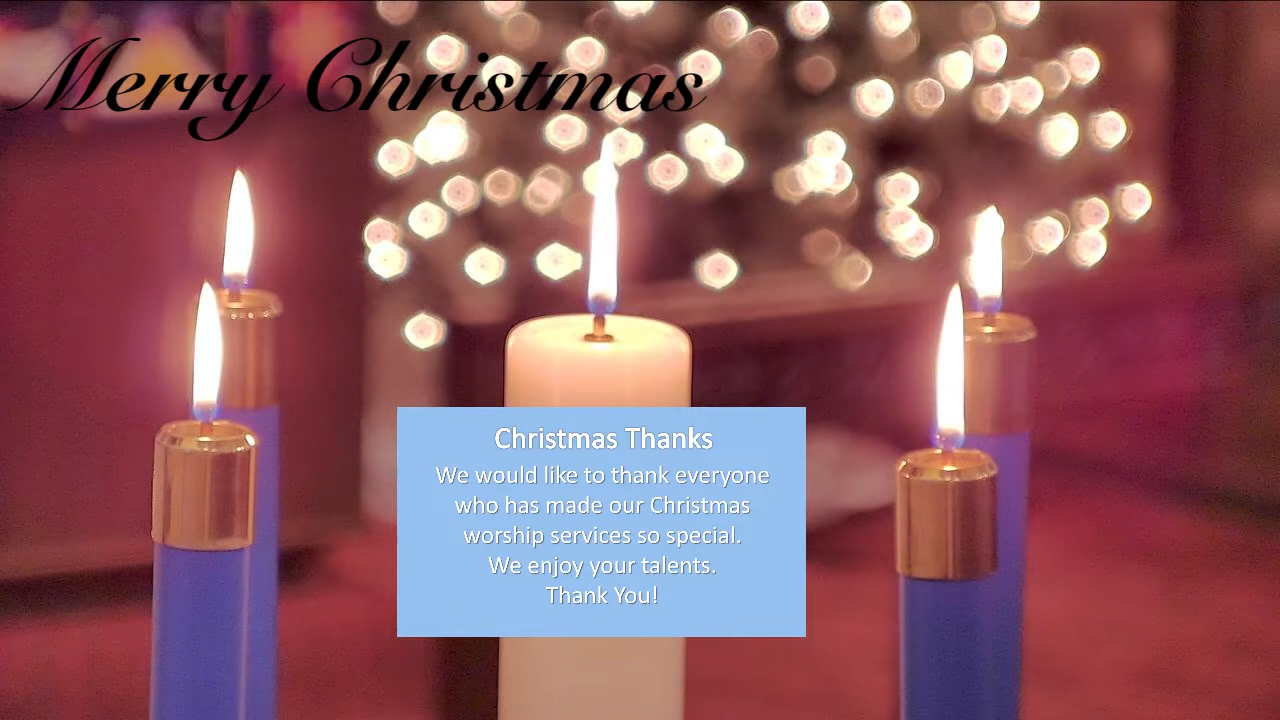 Merry Christmas
Christmas Thanks
We would like to thank everyone
who has made our Christmas
worship services so special.
We enjoy your talents.
Thank You!